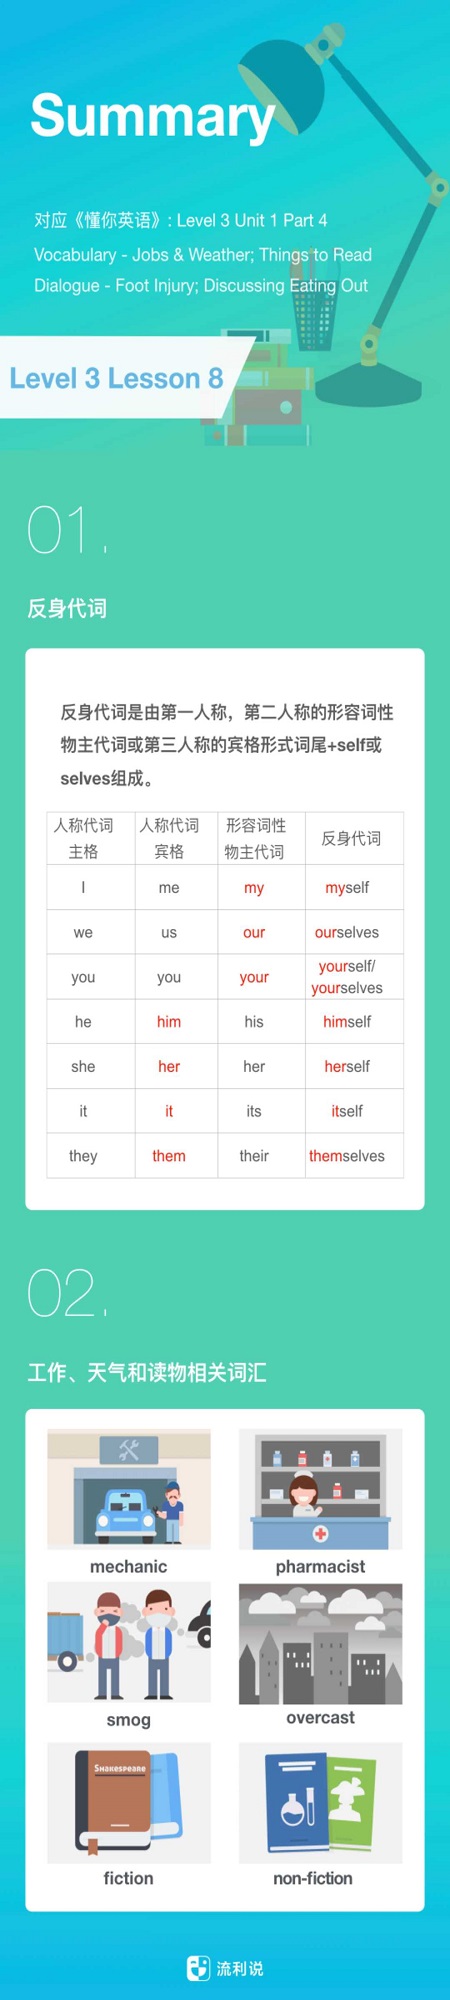 Summary
对应《懂你英语》: Level 3 Unit 1 Part 4
Vocabulary - Jobs & Weather; Things to Read
Dialogue - Foot Injury; Discussing Eating Out
Level 3 Lesson 8
01.
反身代词
反身代词是由第一人称，第二人称的形容词性
物主代词或第三人称的宾格形式词尾+self或
selves组成。
人称代词 主格 人称代词 宾格 形容词性 物主代词 反身代词
I me my myself
we us our ourselves
you you your yourself/ yourselves
he him his himself
she her her herself
it it its itself
they them their themselves
02.
工作、天气和读物相关词汇
mechanic pharmacist
smog overcast
Shakespeare
fiction non-fiction
流利说